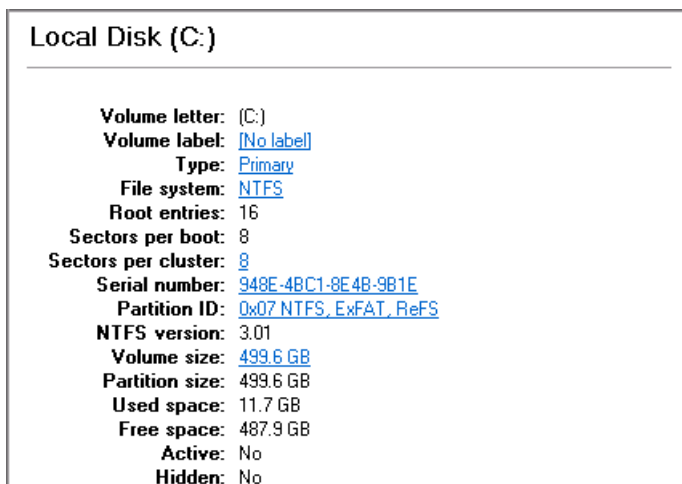 Local Disk (C:)
Volume letter: (C:)
Volume label: [No label]
Type: Primary
File system: NTFS
Root entries: 16
Sectors per boot: 8
Sectors per cluster: 8
Serial number: 948E-4BC1-8E4B-9B1E
Partition ID: 0x07 NTFS, ExFAT, ReFS
NTFS version: 3.01
Volume size: 499.6 GB
Partition size: 499.6 GB
Used space: 11.7 GB
Free space: 487.9 GB
Active: No
Hidden: No